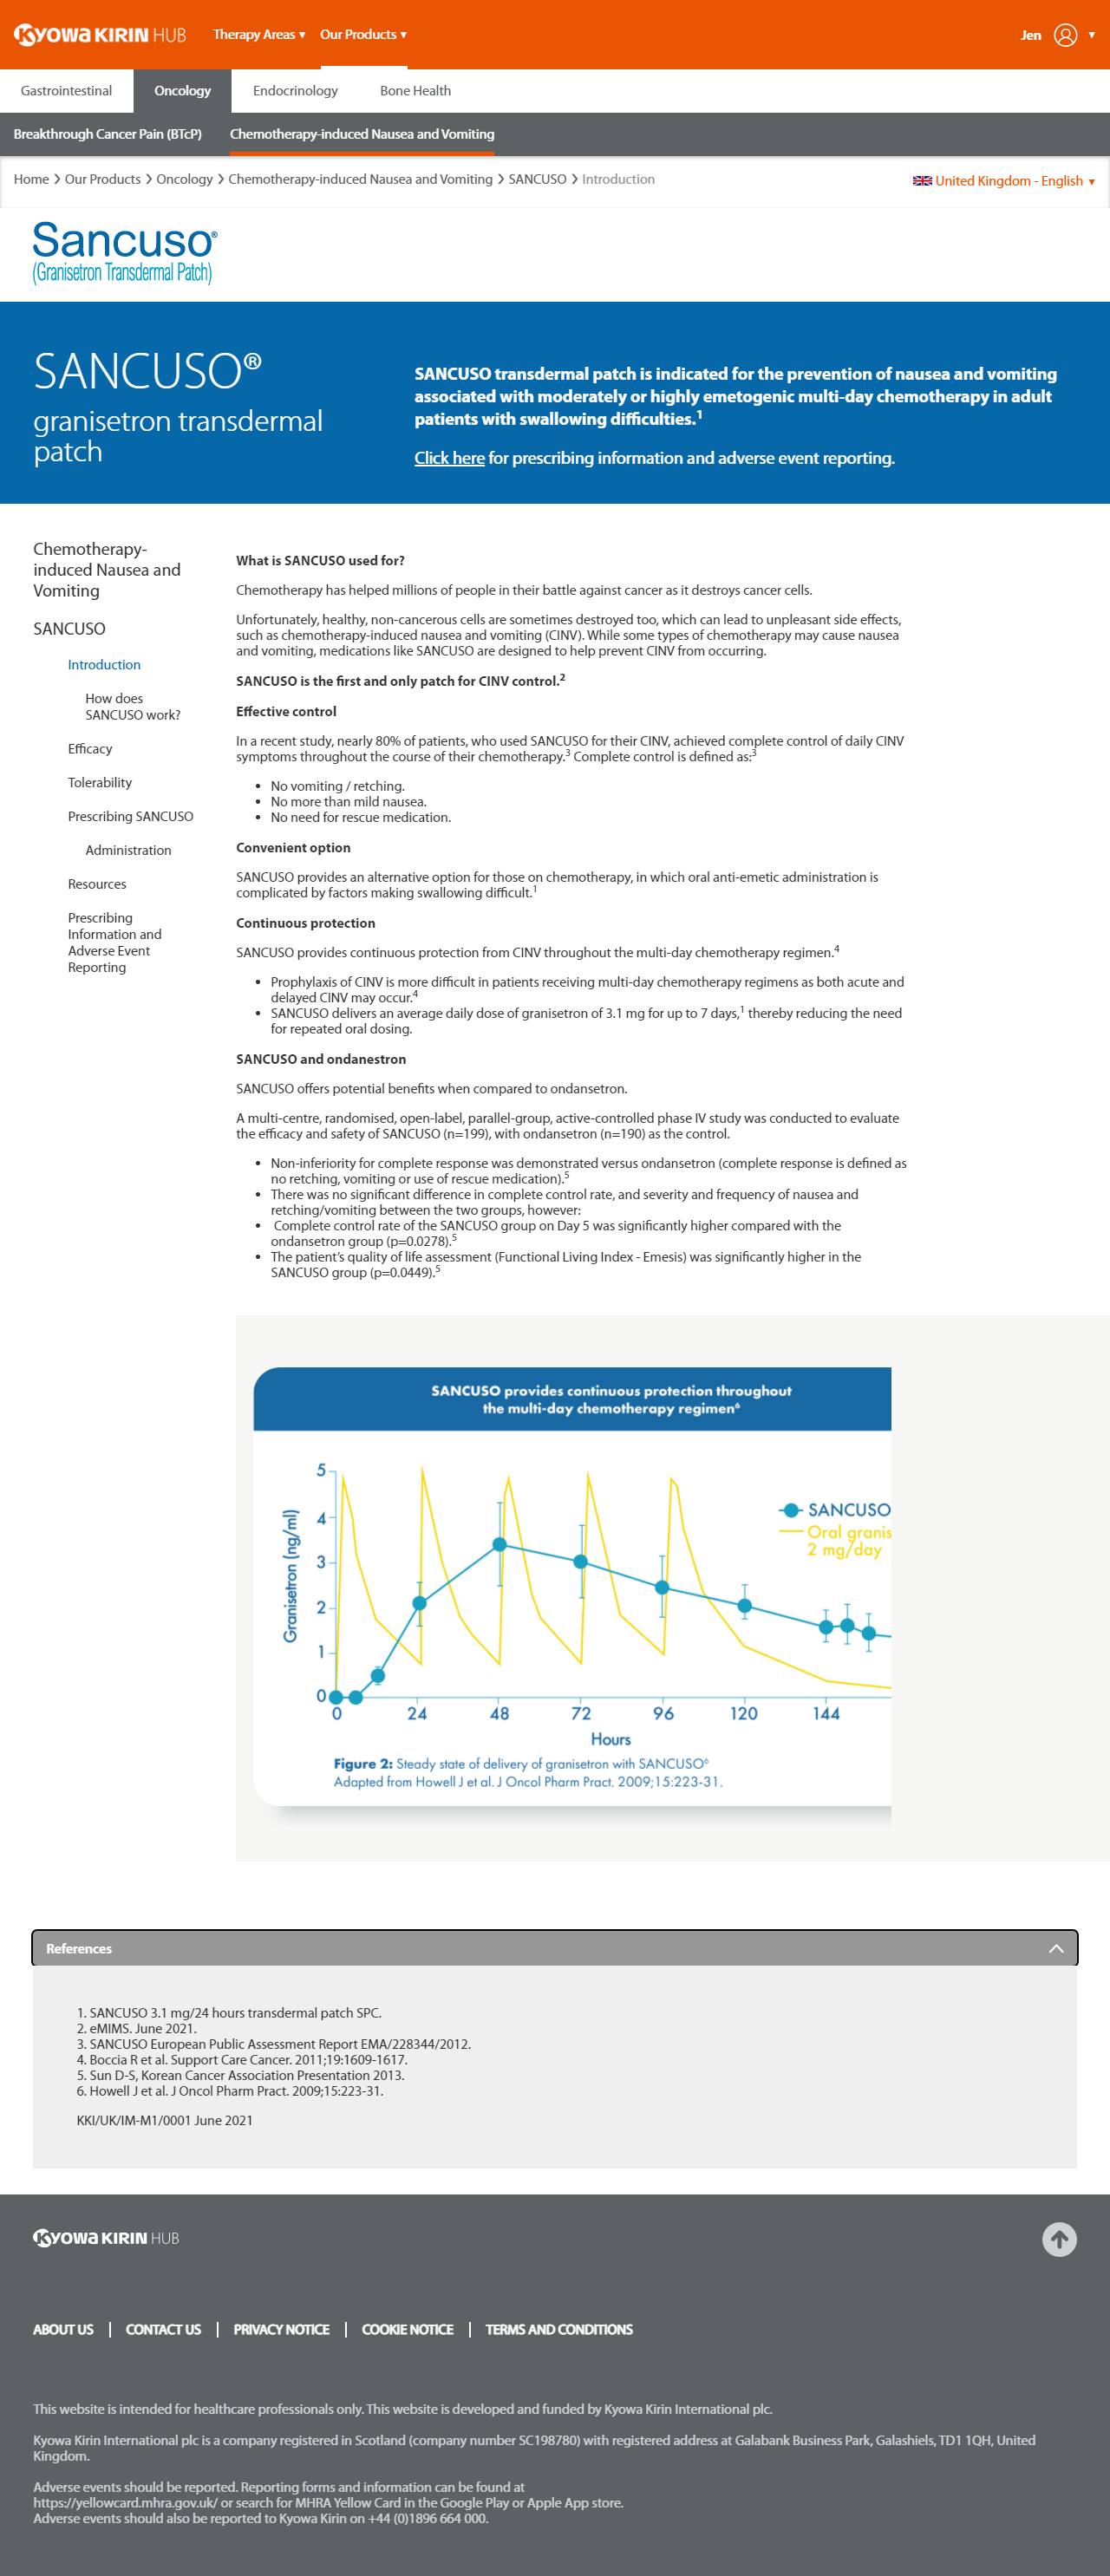 Kyowa KIRIN HUB
Therapy Areas ▼ Our Products ▼
Jen ▼
Gastrointestinal Oncology Endocrinology Bone Health
Breakthrough Cancer Pain (BTcP) Chemotherapy-induced Nausea and Vomiting
Home > Our Products > Oncology > Chemotherapy-induced Nausea and Vomiting > SANCUSO > Introduction
United Kingdom - English ▼
Sancuso®
(Granisetron Transdermal Patch)
SANCUSO®
granisetron transdermal
patch
SANCUSO transdermal patch is indicated for the prevention of nausea and vomiting
associated with moderately or highly emetogenic multi-day chemotherapy in adult
patients with swallowing difficulties.1
Click here for prescribing information and adverse event reporting.
Chemotherapy-
induced Nausea and
Vomiting
SANCUSO
Introduction
How does
SANCUSO work?
Efficacy
Tolerability
Prescribing SANCUSO
Administration
Resources
Prescribing
Information and
Adverse Event
Reporting
What is SANCUSO used for?
Chemotherapy has helped millions of people in their battle against cancer as it destroys cancer cells.
Unfortunately, healthy, non-cancerous cells are sometimes destroyed too, which can lead to unpleasant side effects,
such as chemotherapy-induced nausea and vomiting (CINV). While some types of chemotherapy may cause nausea
and vomiting, medications like SANCUSO are designed to help prevent CINV from occurring.
SANCUSO is the first and only patch for CINV control.2
Effective control
In a recent study, nearly 80% of patients, who used SANCUSO for their CINV, achieved complete control of daily CINV
symptoms throughout the course of their chemotherapy.3 Complete control is defined as:3
• No vomiting / retching.
• No more than mild nausea.
• No need for rescue medication.
Convenient option
SANCUSO provides an alternative option for those on chemotherapy, in which oral anti-emetic administration is
complicated by factors making swallowing difficult.1
Continuous protection
SANCUSO provides continuous protection from CINV throughout the multi-day chemotherapy regimen.4
• Prophylaxis of CINV is more difficult in patients receiving multi-day chemotherapy regimens as both acute and
delayed CINV may occur.4
• SANCUSO delivers an average daily dose of granisetron of 3.1 mg for up to 7 days,1 thereby reducing the need
for repeated oral dosing.
SANCUSO and ondanestron
SANCUSO offers potential benefits when compared to ondansetron.
A multi-centre, randomised, open-label, parallel-group, active-controlled phase IV study was conducted to evaluate
the efficacy and safety of SANCUSO (n=199), with ondansetron (n=190) as the control.
• Non-inferiority for complete response was demonstrated versus ondansetron (complete response is defined as
no retching, vomiting or use of rescue medication).5
• There was no significant difference in complete control rate, and severity and frequency of nausea and
retching/vomiting between the two groups, however:
• Complete control rate of the SANCUSO group on Day 5 was significantly higher compared with the
ondansetron group (p=0.0278).5
• The patient’s quality of life assessment (Functional Living Index - Emesis) was significantly higher in the
SANCUSO group (p=0.0449).5
SANCUSO provides continuous protection throughout
the multi-day chemotherapy regimen6
Granisetron (ng/ml)
5
4
3
2
1
0
SANCUSO
Oral granis
2 mg/day
0 24 48 72 96 120 144
Hours
Figure 2: Steady state of delivery of granisetron with SANCUSO6
Adapted from Howell J et al. J Oncol Pharm Pract. 2009;15:223-31.
References
1. SANCUSO 3.1 mg/24 hours transdermal patch SPC.
2. eMIMS. June 2021.
3. SANCUSO European Public Assessment Report EMA/228344/2012.
4. Boccia R et al. Support Care Cancer. 2011;19:1609-1617.
5. Sun D-S, Korean Cancer Association Presentation 2013.
6. Howell J et al. J Oncol Pharm Pract. 2009;15:223-31.
KKI/UK/IM-M1/0001 June 2021
Kyowa KIRIN HUB
ABOUT US | CONTACT US | PRIVACY NOTICE | COOKIE NOTICE | TERMS AND CONDITIONS
This website is intended for healthcare professionals only. This website is developed and funded by Kyowa Kirin International plc.
Kyowa Kirin International plc is a company registered in Scotland (company number SC198780) with registered address at Galabank Business Park, Galashiels, TD1 1QH, United
Kingdom.
Adverse events should be reported. Reporting forms and information can be found at
https://yellowcard.mhra.gov.uk/ or search for MHRA Yellow Card in the Google Play or Apple App store.
Adverse events should also be reported to Kyowa Kirin on +44 (0)1896 664 000.